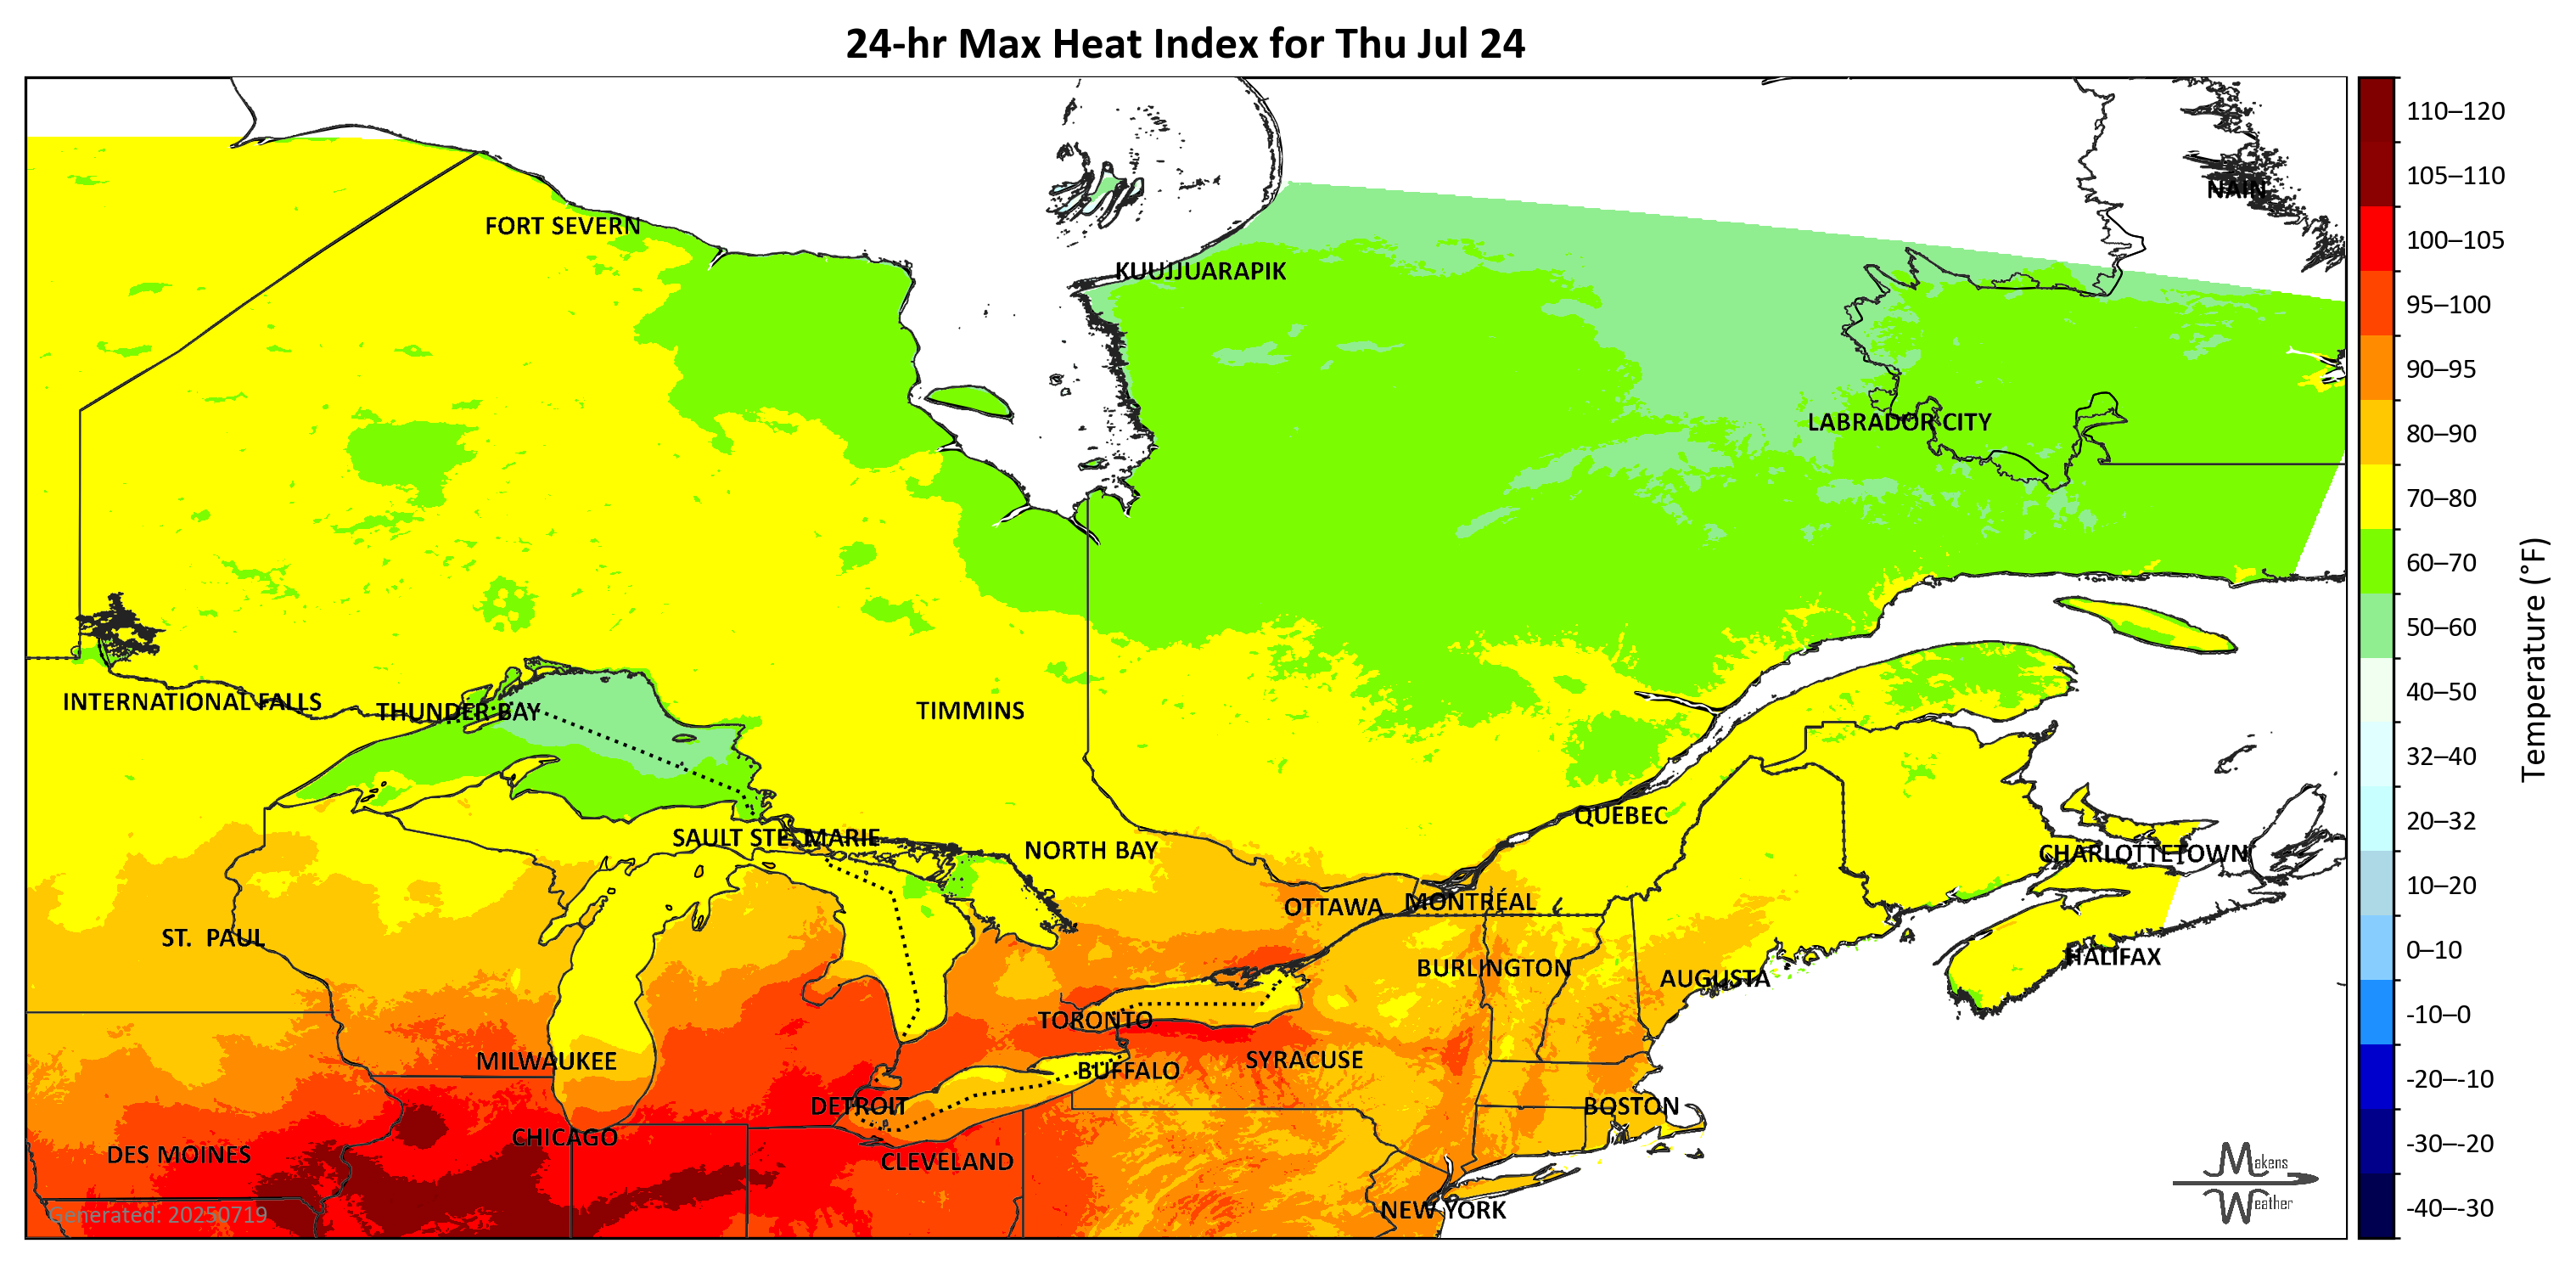 24-hr Max Heat Index for Thu Jul 24
110–120
105–110
NAIN
FORT SEVERN
100–105
KUUJJUARAPIK
95–100
90–95
LABRADOR CITY
80–90
70–80
60–70
Temperature (°F)
50–60
INTERNATIONAL FALLS
THUNDER BAY
TIMMINS
40–50
32–40
QUÉBEC
20–32
SAULT STE. MARIE
NORTH BAY
CHARLOTTETOWN
10–20
OTTAWA
MONTRÉAL
ST. PAUL
0–10
HALIFAX
BURLINGTON
AUGUSTA
-10–0
TORONTO
MILWAUKEE
SYRACUSE
BUFFALO
-20–-10
DETROIT
BOSTON
CHICAGO
-30–-20
DES MOINES
CLEVELAND
Makens
Weather
NEW YORK
-40–-30
Generated: 20250719